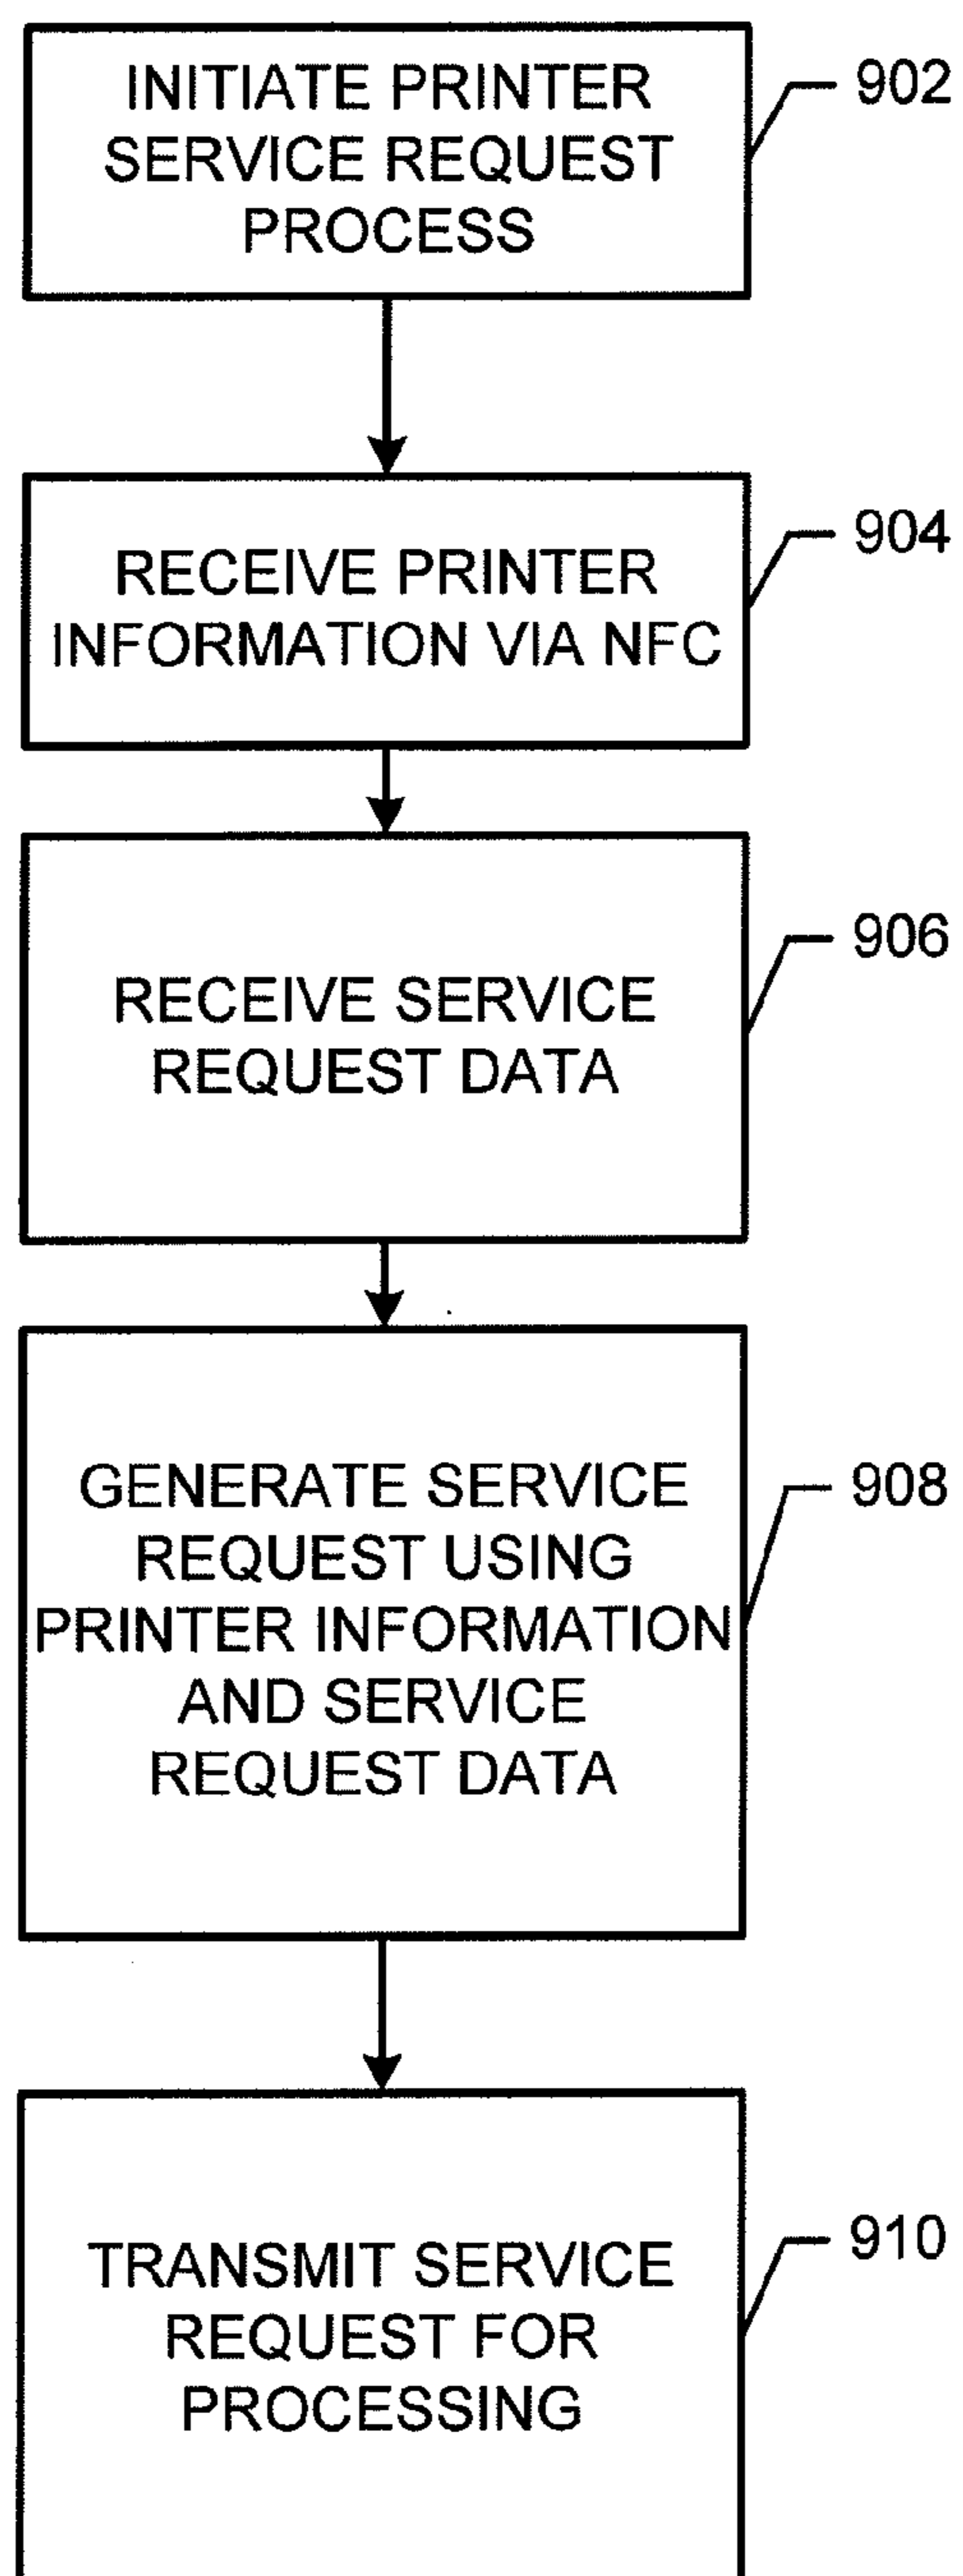 INITIATE PRINTER
SERVICE REQUEST
PROCESS
902
RECEIVE PRINTER
INFORMATION VIA NFC
904
RECEIVE SERVICE
REQUEST DATA
906
GENERATE SERVICE
REQUEST USING
PRINTER INFORMATION
AND SERVICE
REQUEST DATA
908
TRANSMIT SERVICE
REQUEST FOR
PROCESSING
910